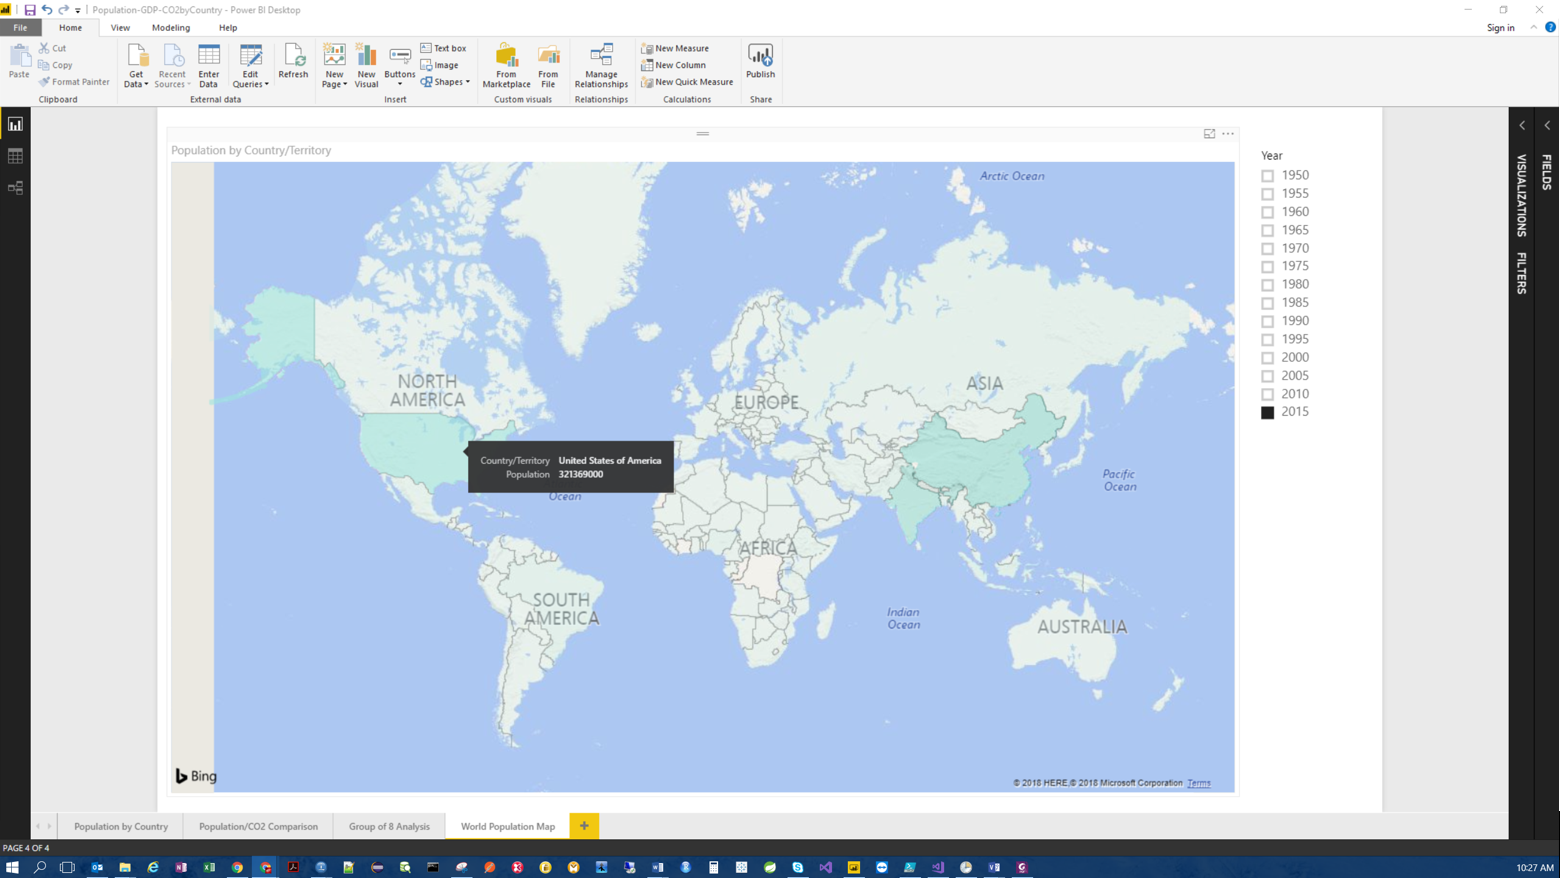 Population-GDP-CO2byCountry - Power BI Desktop
File Home View Modeling Help Sign in
Paste
Cut
Copy
Format Painter
Get Data
Recent Sources
Enter Data
Edit Queries
Refresh
New Page
New Visual
Buttons
Text box
Image
Shapes
From Marketplace
From File
Manage Relationships
New Measure
New Column
New Quick Measure
Publish
Clipboard External data Insert Custom visuals Relationships Calculations Share
Population by Country/Territory
Arctic Ocean
NORTH
AMERICA
EUROPE
ASIA
Country/Territory United States of America
Population 321369000
Ocean
Pacific
Ocean
AFRICA
SOUTH
AMERICA
Indian
Ocean
AUSTRALIA
Bing
© 2018 HERE,© 2018 Microsoft Corporation Terms
Year
1950
1955
1960
1965
1970
1975
1980
1985
1990
1995
2000
2005
2010
2015
VISUALIZATIONS
FILTERS
FIELDS
Population by Country Population/CO2 Comparison Group of 8 Analysis World Population Map +
PAGE 4 OF 4
10:27 AM